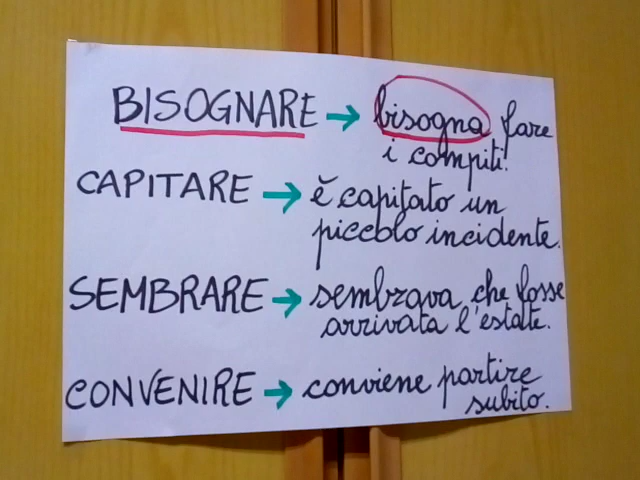 BISOGNARE → bisogna fare
i compiti!
CAPITARE → è capitato un
piccolo incidente.
SEMBRARE → sembrava che fosse
arrivata l'estate.
CONVENIRE → conviene partire
subito.